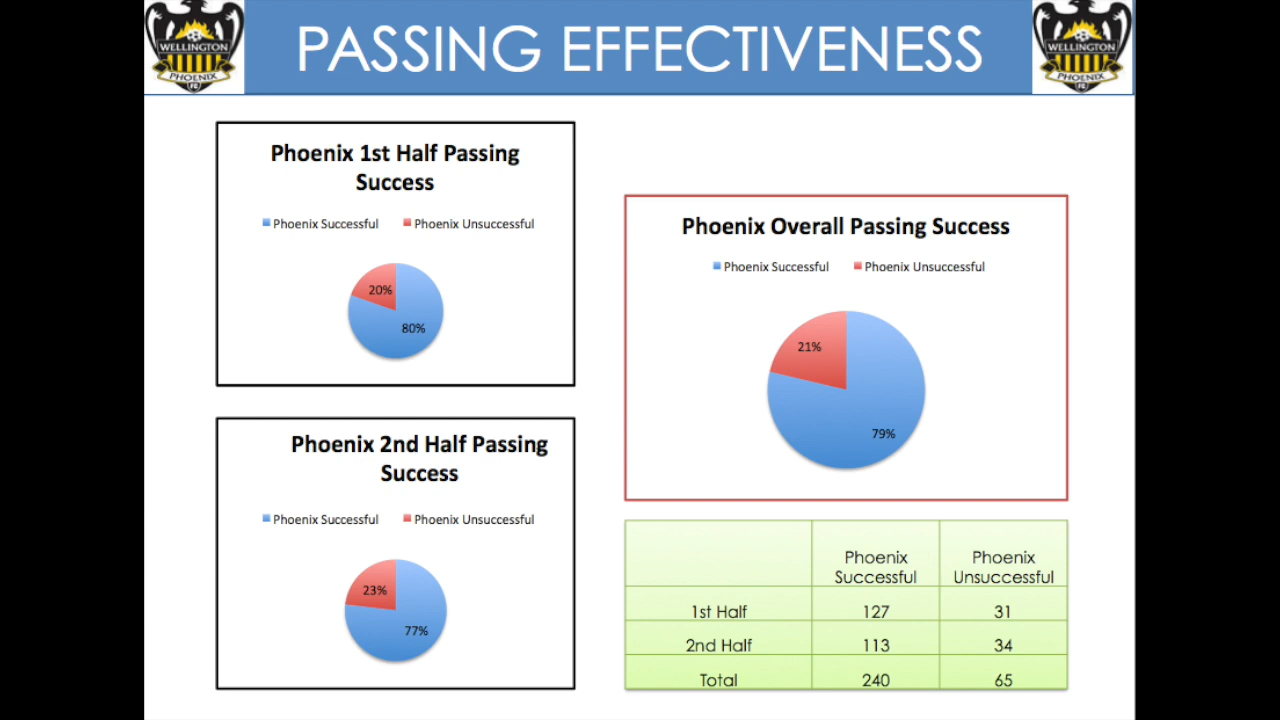 WELLINGTON
PHOENIX
FC
PASSING EFFECTIVENESS
WELLINGTON
PHOENIX
FC
Phoenix 1st Half Passing
Success
Phoenix Successful Phoenix Unsuccessful
20%
80%
Phoenix 2nd Half Passing
Success
Phoenix Successful Phoenix Unsuccessful
23%
77%
Phoenix Overall Passing Success
Phoenix Successful Phoenix Unsuccessful
21%
79%
Phoenix Phoenix
Successful Unsuccessful
1st Half 127 31
2nd Half 113 34
Total 240 65